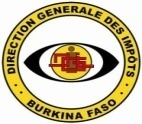 DIRECTION GENERALE DES IMPÔTS
BURKINA FASO